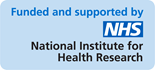 Funded and supported by
NHS
National Institute for
Health Research